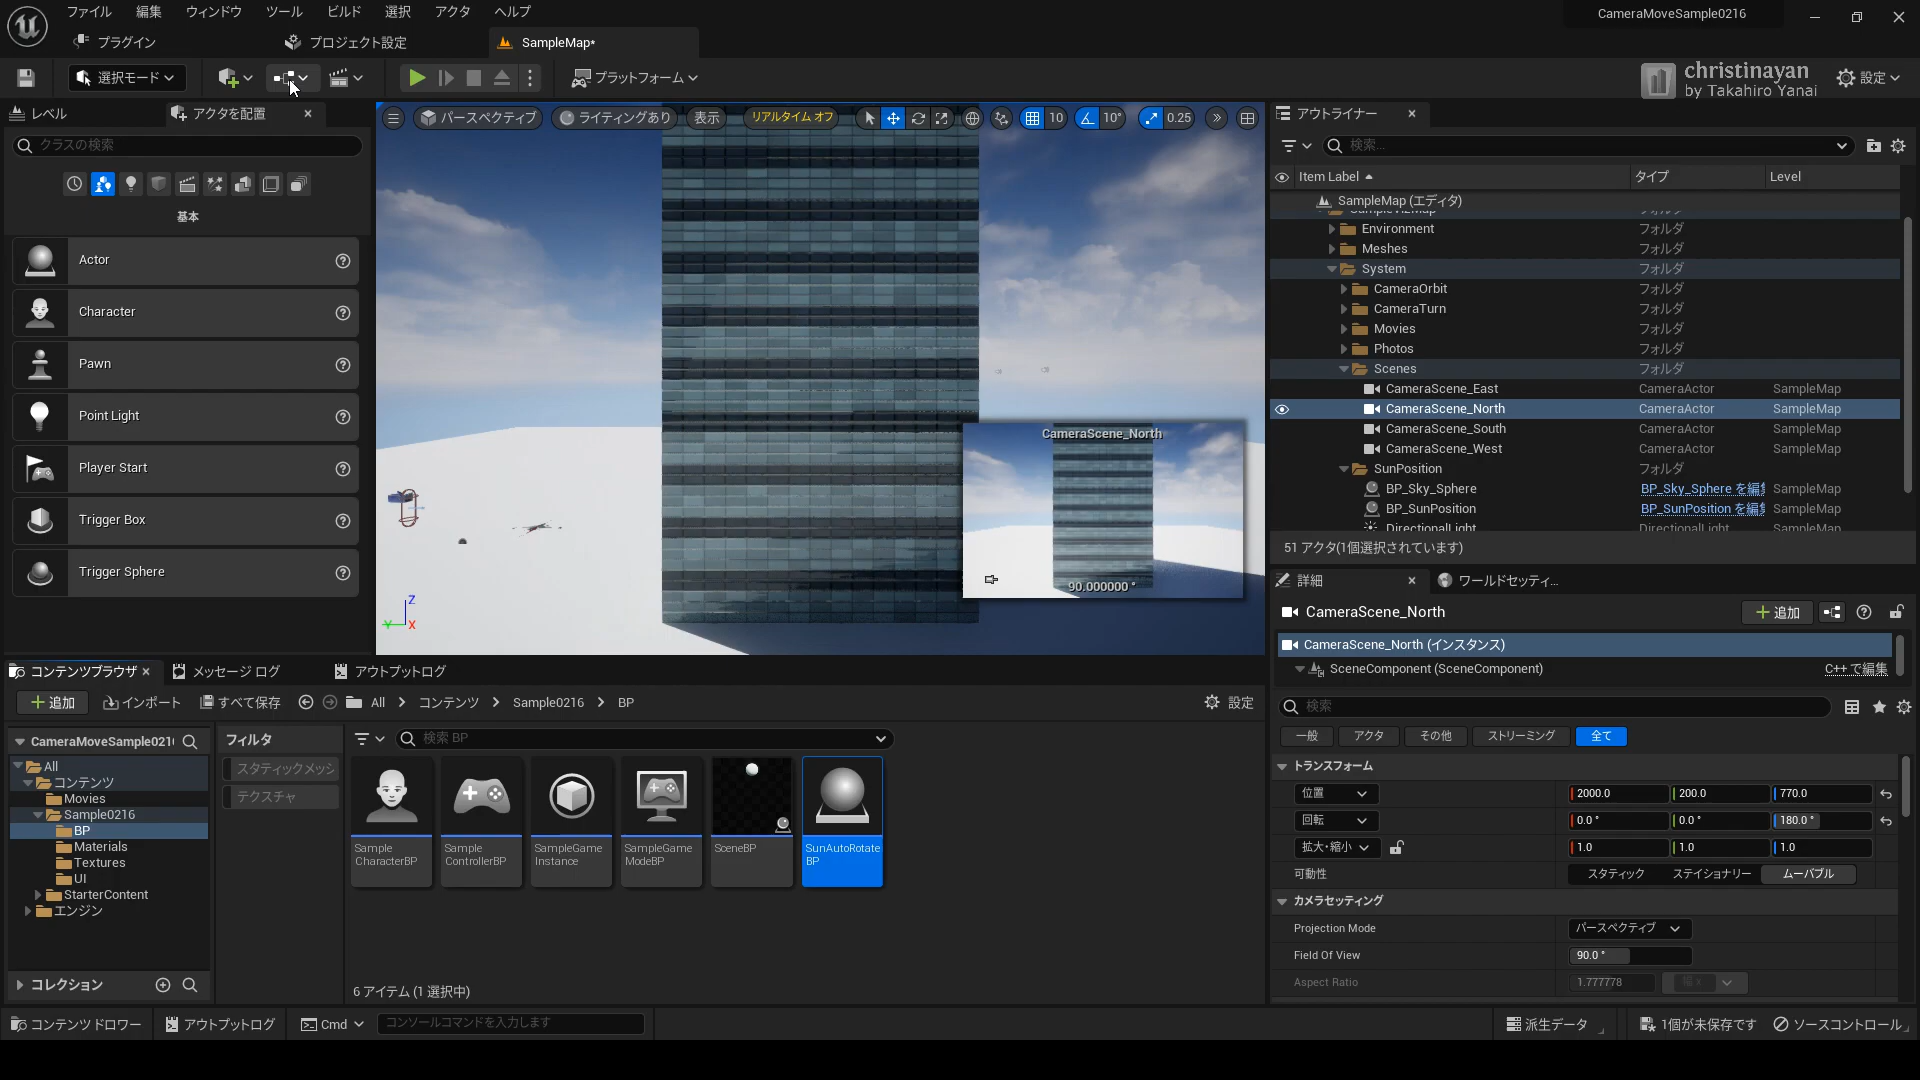 ファイル 編集 ウィンドウ ツール ビルド 選択 アクタ ヘルプ
CameraMoveSample0216
プラグイン プロジェクト設定 SampleMap*
選択モード プラットフォーム
christinayan
by Takahiro Yanai
設定
レベル アクタを配置
クラスの検索
基本
Actor
Character
Pawn
Point Light
Player Start
Trigger Box
Trigger Sphere
パースペクティブ ライティングあり 表示 リアルタイム オフ 10 10° 0.25
CameraScene_North
90.000000 °
Z
Y X
アウトライナー
検索...
Item Label タイプ Level
SampleMap (エディタ)
Environment フォルダ
Meshes フォルダ
System フォルダ
CameraOrbit フォルダ
CameraTurn フォルダ
Movies フォルダ
Photos フォルダ
Scenes フォルダ
CameraScene_East CameraActor SampleMap
CameraScene_North CameraActor SampleMap
CameraScene_South CameraActor SampleMap
CameraScene_West CameraActor SampleMap
SunPosition フォルダ
BP_Sky_Sphere BP_Sky_Sphere を編集 SampleMap
BP_SunPosition BP_SunPosition を編集 SampleMap
DirectionalLight DirectionalLight SampleMap
51 アクタ(1個選択されています)
詳細 ワールドセッティ...
CameraScene_North 追加
CameraScene_North (インスタンス)
SceneComponent (SceneComponent) C++ で編集
検索
一般 アクタ その他 ストリーミング 全て
トランスフォーム
位置 2000.0 200.0 770.0
回転 0.0 ° 0.0 ° 180.0 °
拡大・縮小 1.0 1.0 1.0
可動性 スタティック ステイショナリー ムーバブル
カメラセッティング
Projection Mode パースペクティブ
Field Of View 90.0 °
Aspect Ratio 1.777778
コンテンツブラウザ メッセージ ログ アウトプットログ
追加 インポート すべて保存 All コンテンツ Sample0216 BP 設定
CameraMoveSample021
All
コンテンツ
Movies
Sample0216
BP
Materials
Textures
UI
StarterContent
エンジン
コレクション
フィルタ
スタティックメッシ
テクスチャ
検索 BP
Sample
CharacterBP
Sample
ControllerBP
SampleGame
Instance
SampleGame
ModeBP
SceneBP
SunAutoRotate
BP
6 アイテム (1 選択中)
コンテンツドロワー アウトプットログ Cmd コンソールコマンドを入力します 派生データ 1個が未保存です ソースコントロール